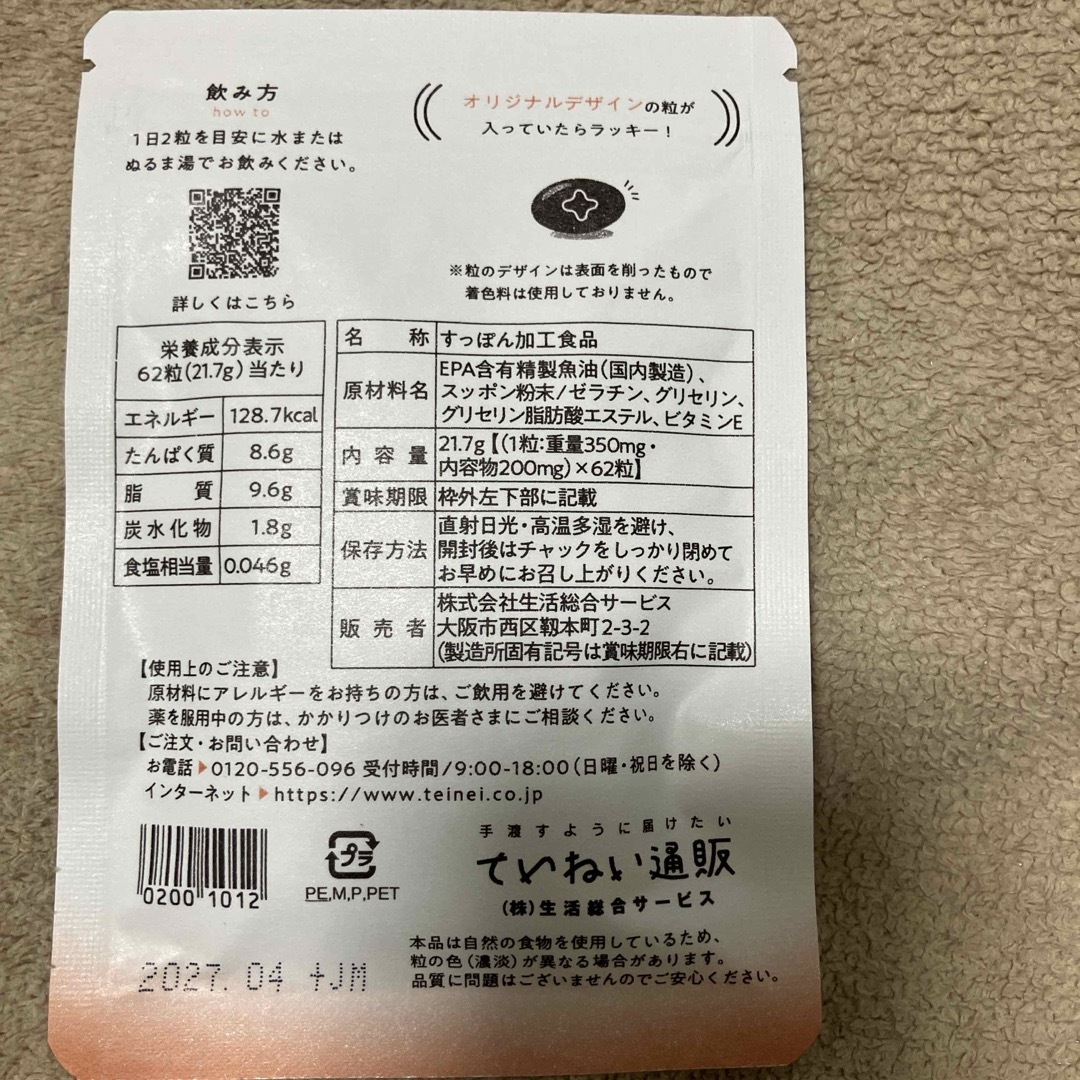 飲み方
how to
1日2粒を目安に水または
ぬるま湯でお飲みください。
詳しくはこちら
オリジナルデザインの粒が
入っていたらラッキー！
※粒のデザインは表面を削ったもので
着色料は使用しておりません。
栄養成分表示
62粒(21.7g)当たり
エネルギー 128.7kcal
たんぱく質 8.6g
脂質 9.6g
炭水化物 1.8g
食塩相当量 0.046g
名称 すっぽん加工食品
原材料名 EPA含有精製魚油(国内製造)、
スッポン粉末/ゼラチン、グリセリン、
グリセリン脂肪酸エステル、ビタミンE
内容量 21.7g【(1粒:重量350mg・
内容物200mg)×62粒】
賞味期限 枠外左下部に記載
保存方法 直射日光・高温多湿を避け、
開封後はチャックをしっかり閉めて
お早めにお召し上がりください。
販売者 株式会社生活総合サービス
大阪市西区靱本町2-3-2
(製造所固有記号は賞味期限右に記載)
【使用上のご注意】
原材料にアレルギーをお持ちの方は、ご飲用を避けてください。
薬を服用中の方は、かかりつけのお医者さまにご相談ください。
【ご注文・お問い合わせ】
お電話▶0120-556-096 受付時間/9:00-18:00(日曜・祝日を除く)
インターネット▶https://www.teinei.co.jp
0200 1012
プラ
PE,M,P,PET
手渡すように届けたい
ていねい通販
(株)生活総合サービス
本品は自然の食物を使用しているため、
粒の色(濃淡)が異なる場合があります。
品質に問題はございませんのでご安心ください。
2027.04 +JM